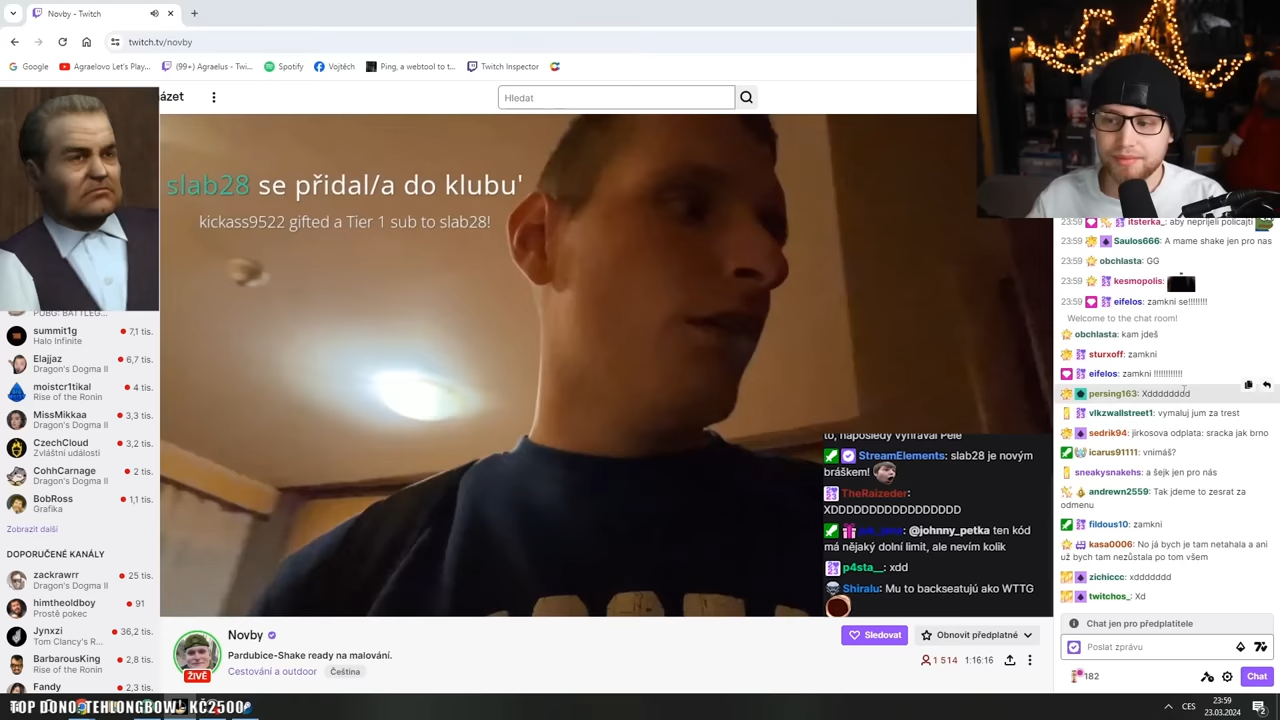 Novby - Twitch
twitch.tv/novby
Google
Agraelovo Let's Play...
(99+) Agraelus - Twi...
Spotify
Vojtěch
Ping, a webtool to t...
Twitch Inspector
ázet
Hledat
slab28 se přidal/a do klubu'
kickass9522 gifted a Tier 1 sub to slab28!
PUBG: BATTLEG...
summit1g
7,1 tis.
Halo Infinite
Elajjaz
6,7 tis.
Dragon's Dogma II
moistcr1tikal
4 tis.
Rise of the Ronin
MissMikkaa
3,3 tis.
Dragon's Dogma II
CzechCloud
3,2 tis.
Zvláštní události
CohhCarnage
2 tis.
Dragon's Dogma II
BobRoss
1,1 tis.
Grafika
Zobrazit další
DOPORUČENÉ KANÁLY
zackrawrr
25 tis.
Dragon's Dogma II
himtheoldboy
91
Prostě pokec
Jynxzi
36,2 tis.
Tom Clancy's R...
BarbarousKing
2,8 tis.
Rise of the Ronin
Fandy
2,3 tis.
to, naposledy vyhrával Pele
StreamElements: slab28 je novým
bráškem!
TheRaizeder:
XDDDDDDDDDDDDDDDDD
: @johnny_petka ten kód
má nějaký dolní limit, ale nevím kolik
p4sta__: xdd
Shiralu: Mu to backseatujú ako WTTG
Novby
Pardubice-Shake ready na malování.
Cestování a outdoor
Čeština
ŽIVĚ
Sledovat
Obnovit předplatné
1 514
1:16:16
23:59 itsterka_: aby neprijeli policajti
23:59 Saulos666: A mame shake jen pro nas
23:59 obchlasta: GG
23:59 kesmopolis:
23:59 eifelos: zamkni se!!!!!!!!
Welcome to the chat room!
obchlasta: kam jdeš
sturxoff: zamkni
eifelos: zamkni !!!!!!!!!!!!
persing163: Xddddddddd
vlkzwallstreet1: vymaluj jum za trest
sedrik94: jirkosova odplata: sracka jak brno
icarus91111: vnimáš?
sneakysnakehs: a šejk jen pro nás
andrewn2559: Tak jdeme to zesrat za
odmenu
fildous10: zamkni
kasa0006: No já bych je tam netahala a ani
už bych tam nezůstala po tom všem
zichiccc: xddddddd
twitchos_: Xd
Chat jen pro předplatitele
Poslat zprávu
182
Chat
TOP DONO: TEHLONGBOW - KČ2500
CES
23:59
23.03.2024
2